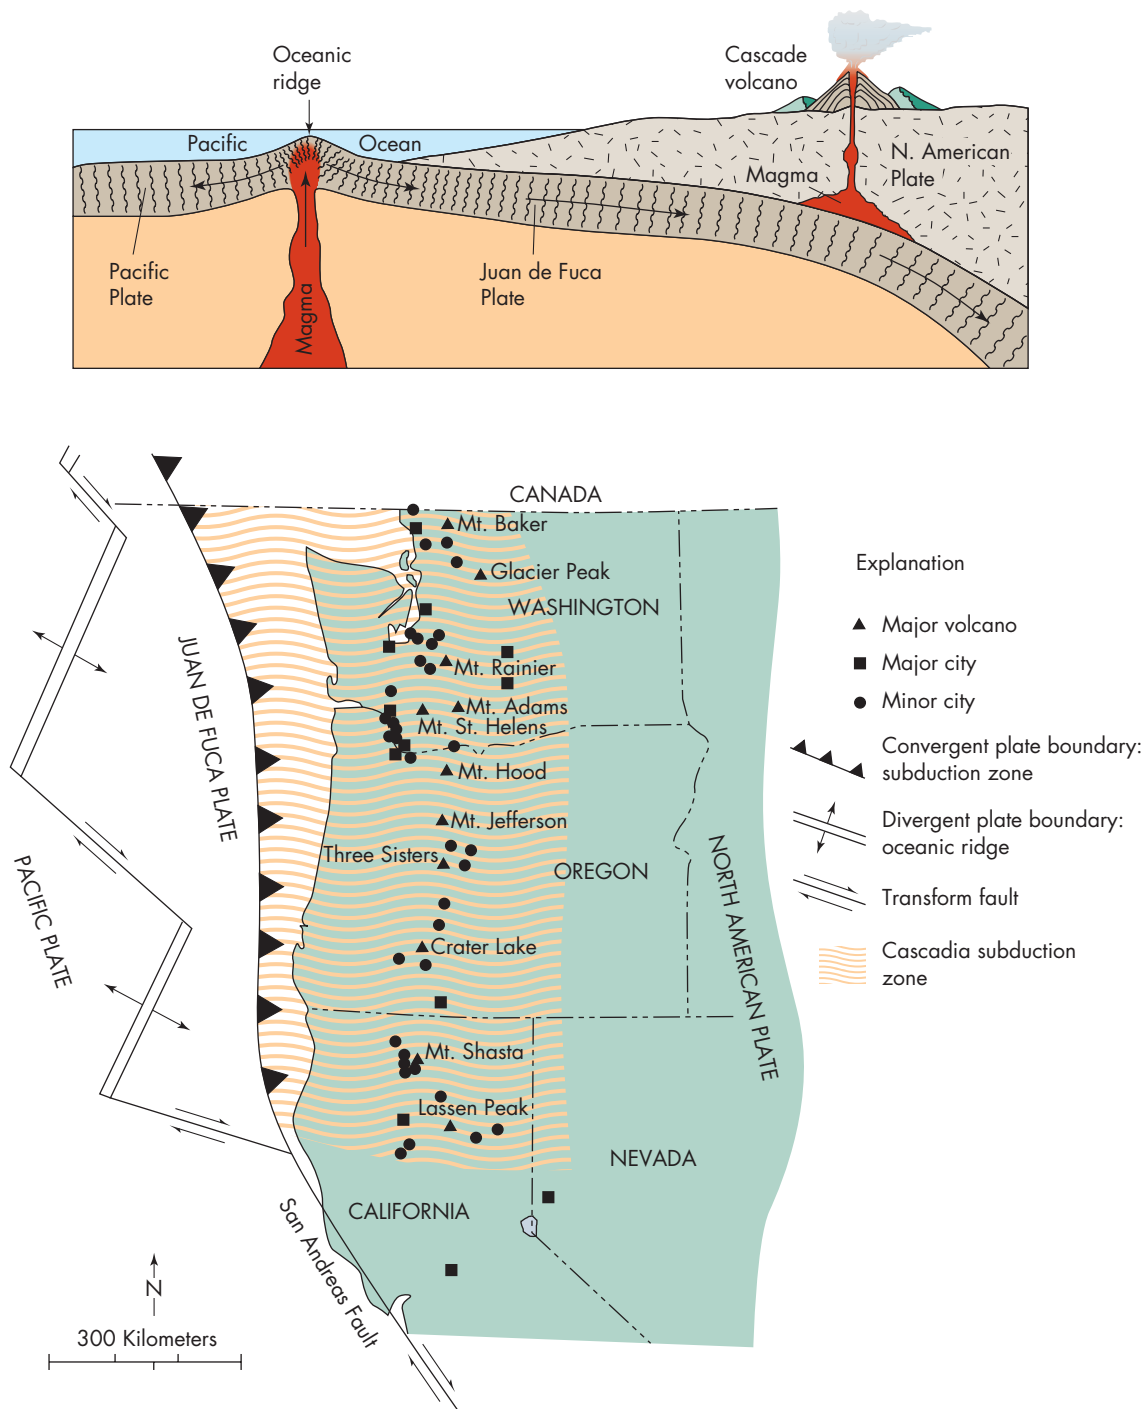 Oceanic
ridge
Cascade
volcano
Pacific
Ocean
N. American
Plate
Magma
Pacific
Plate
Magma
Juan de Fuca
Plate
CANADA
Mt. Baker
Glacier Peak
WASHINGTON
Mt. Rainier
Mt. Adams
Mt. St. Helens
Mt. Hood
Mt. Jefferson
Three Sisters
OREGON
Crater Lake
Mt. Shasta
Lassen Peak
NEVADA
CALIFORNIA
JUAN DE FUCA PLATE
PACIFIC PLATE
NORTH AMERICAN PLATE
San Andreas Fault
N
300 Kilometers
Explanation
Major volcano
Major city
Minor city
Convergent plate boundary:
subduction zone
Divergent plate boundary:
oceanic ridge
Transform fault
Cascadia subduction
zone